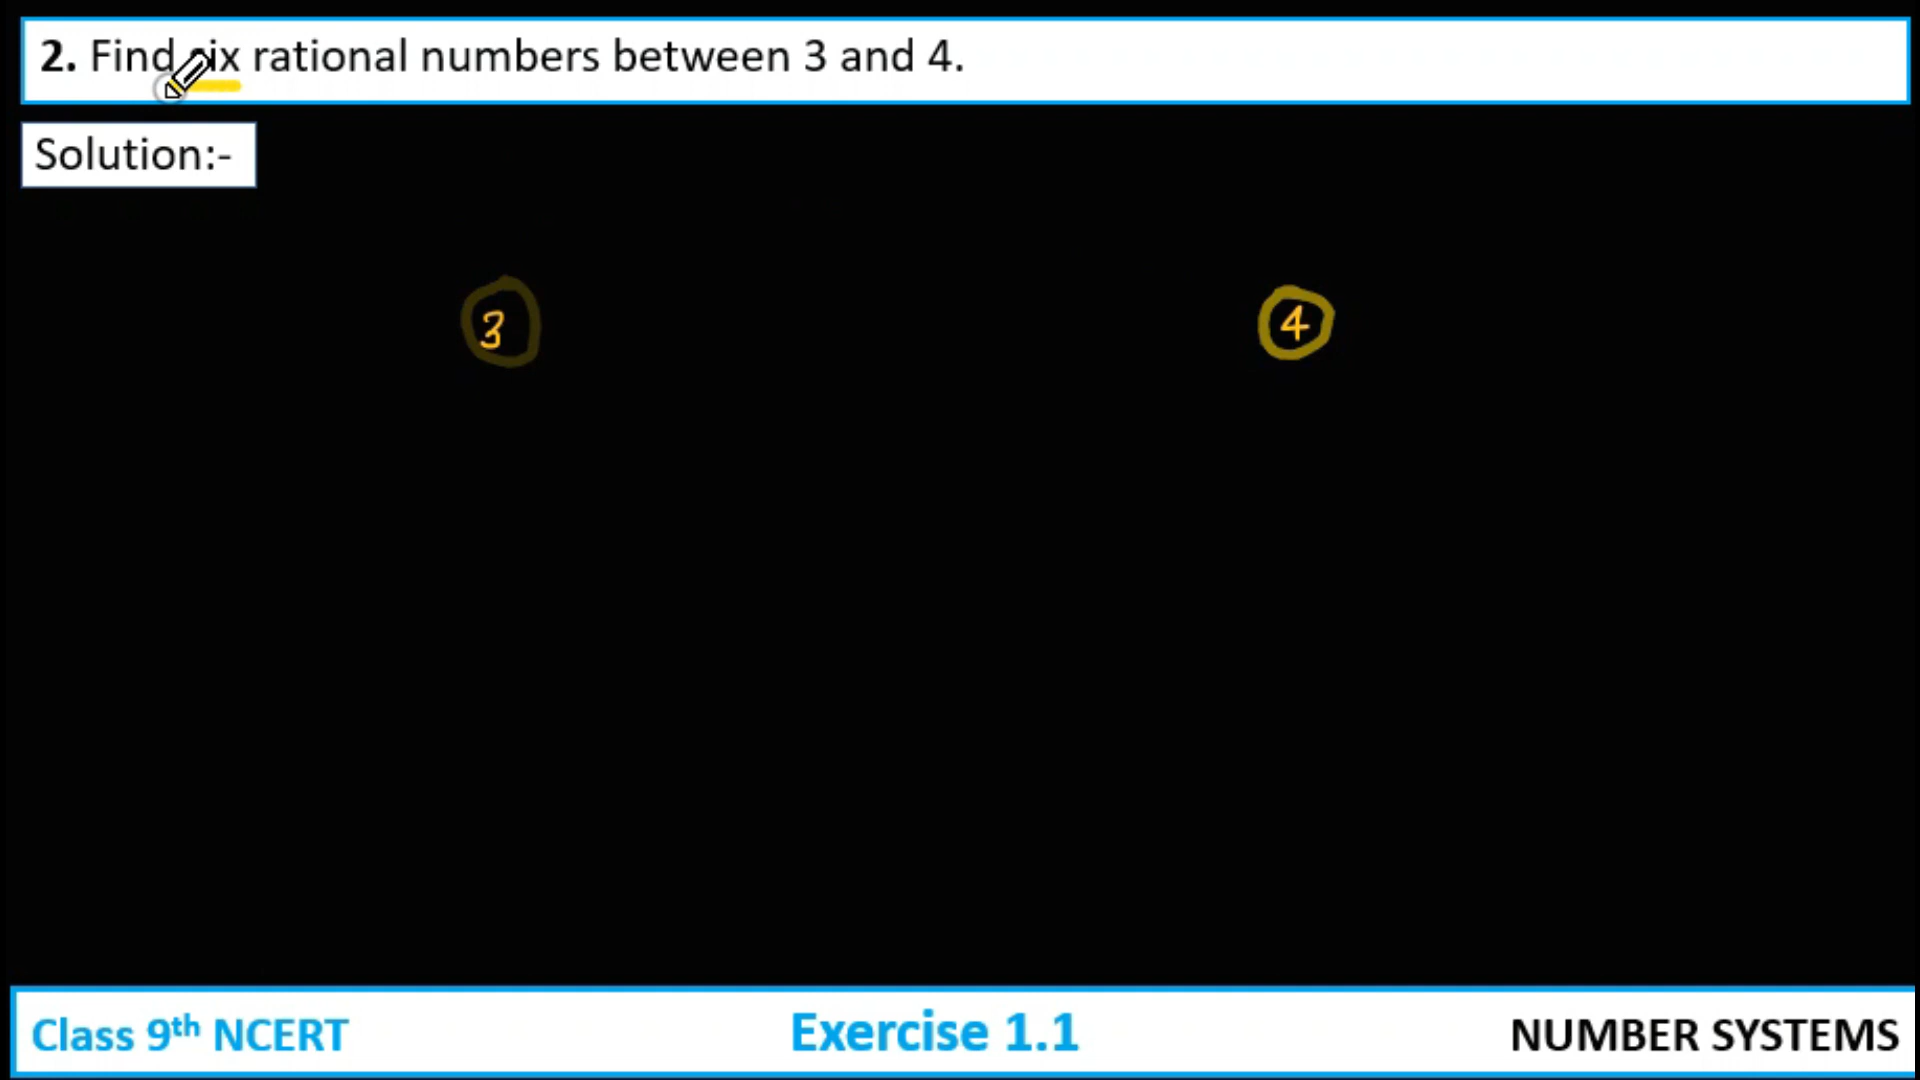 2. Find six rational numbers between 3 and 4.
Solution:-
3 4
Class 9th NCERT Exercise 1.1 NUMBER SYSTEMS